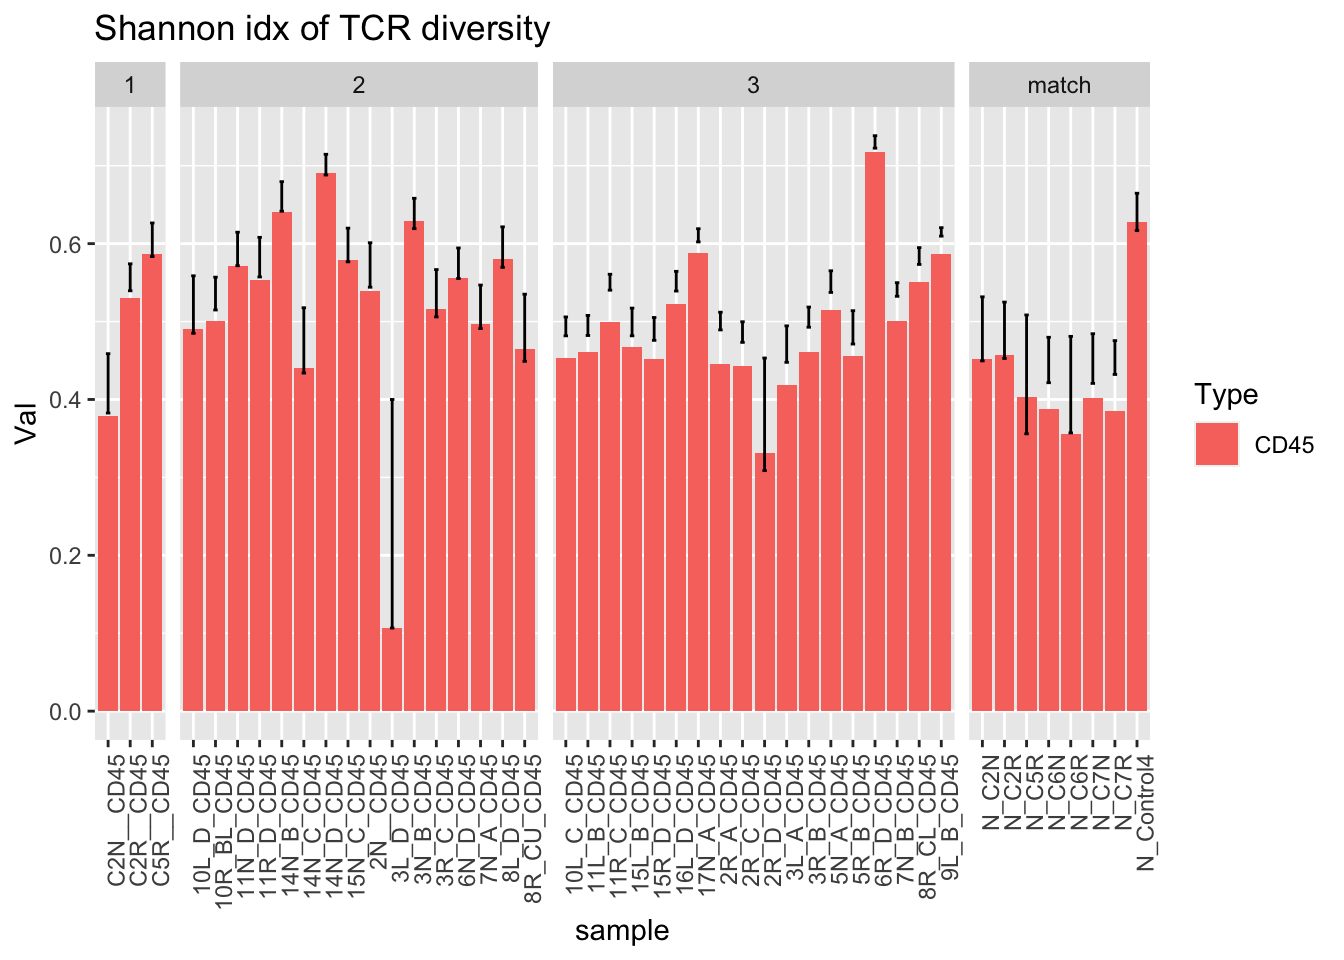 Shannon idx of TCR diversity
1
2
3
match
0.6
0.4
0.2
0.0
Val
C2N__CD45
C2R__CD45
C5R__CD45
10L_D_CD45
10R_BL_CD45
11N_D_CD45
11R_D_CD45
14N_B_CD45
14N_C_CD45
14N_D_CD45
15N_C_CD45
2N__CD45
3L_D_CD45
3N_B_CD45
3R_C_CD45
6N_D_CD45
7N_A_CD45
8L_D_CD45
8R_CU_CD45
10L_C_CD45
11L_B_CD45
11R_C_CD45
15L_B_CD45
15R_D_CD45
16L_D_CD45
17N_A_CD45
2R_A_CD45
2R_C_CD45
2R_D_CD45
3L_A_CD45
3R_B_CD45
5N_A_CD45
5R_B_CD45
6R_D_CD45
7N_B_CD45
8R_CL_CD45
9L_B_CD45
N_C2N
N_C2R
N_C5R
N_C6N
N_C6R
N_C7N
N_C7R
N_Control4
sample
Type
CD45